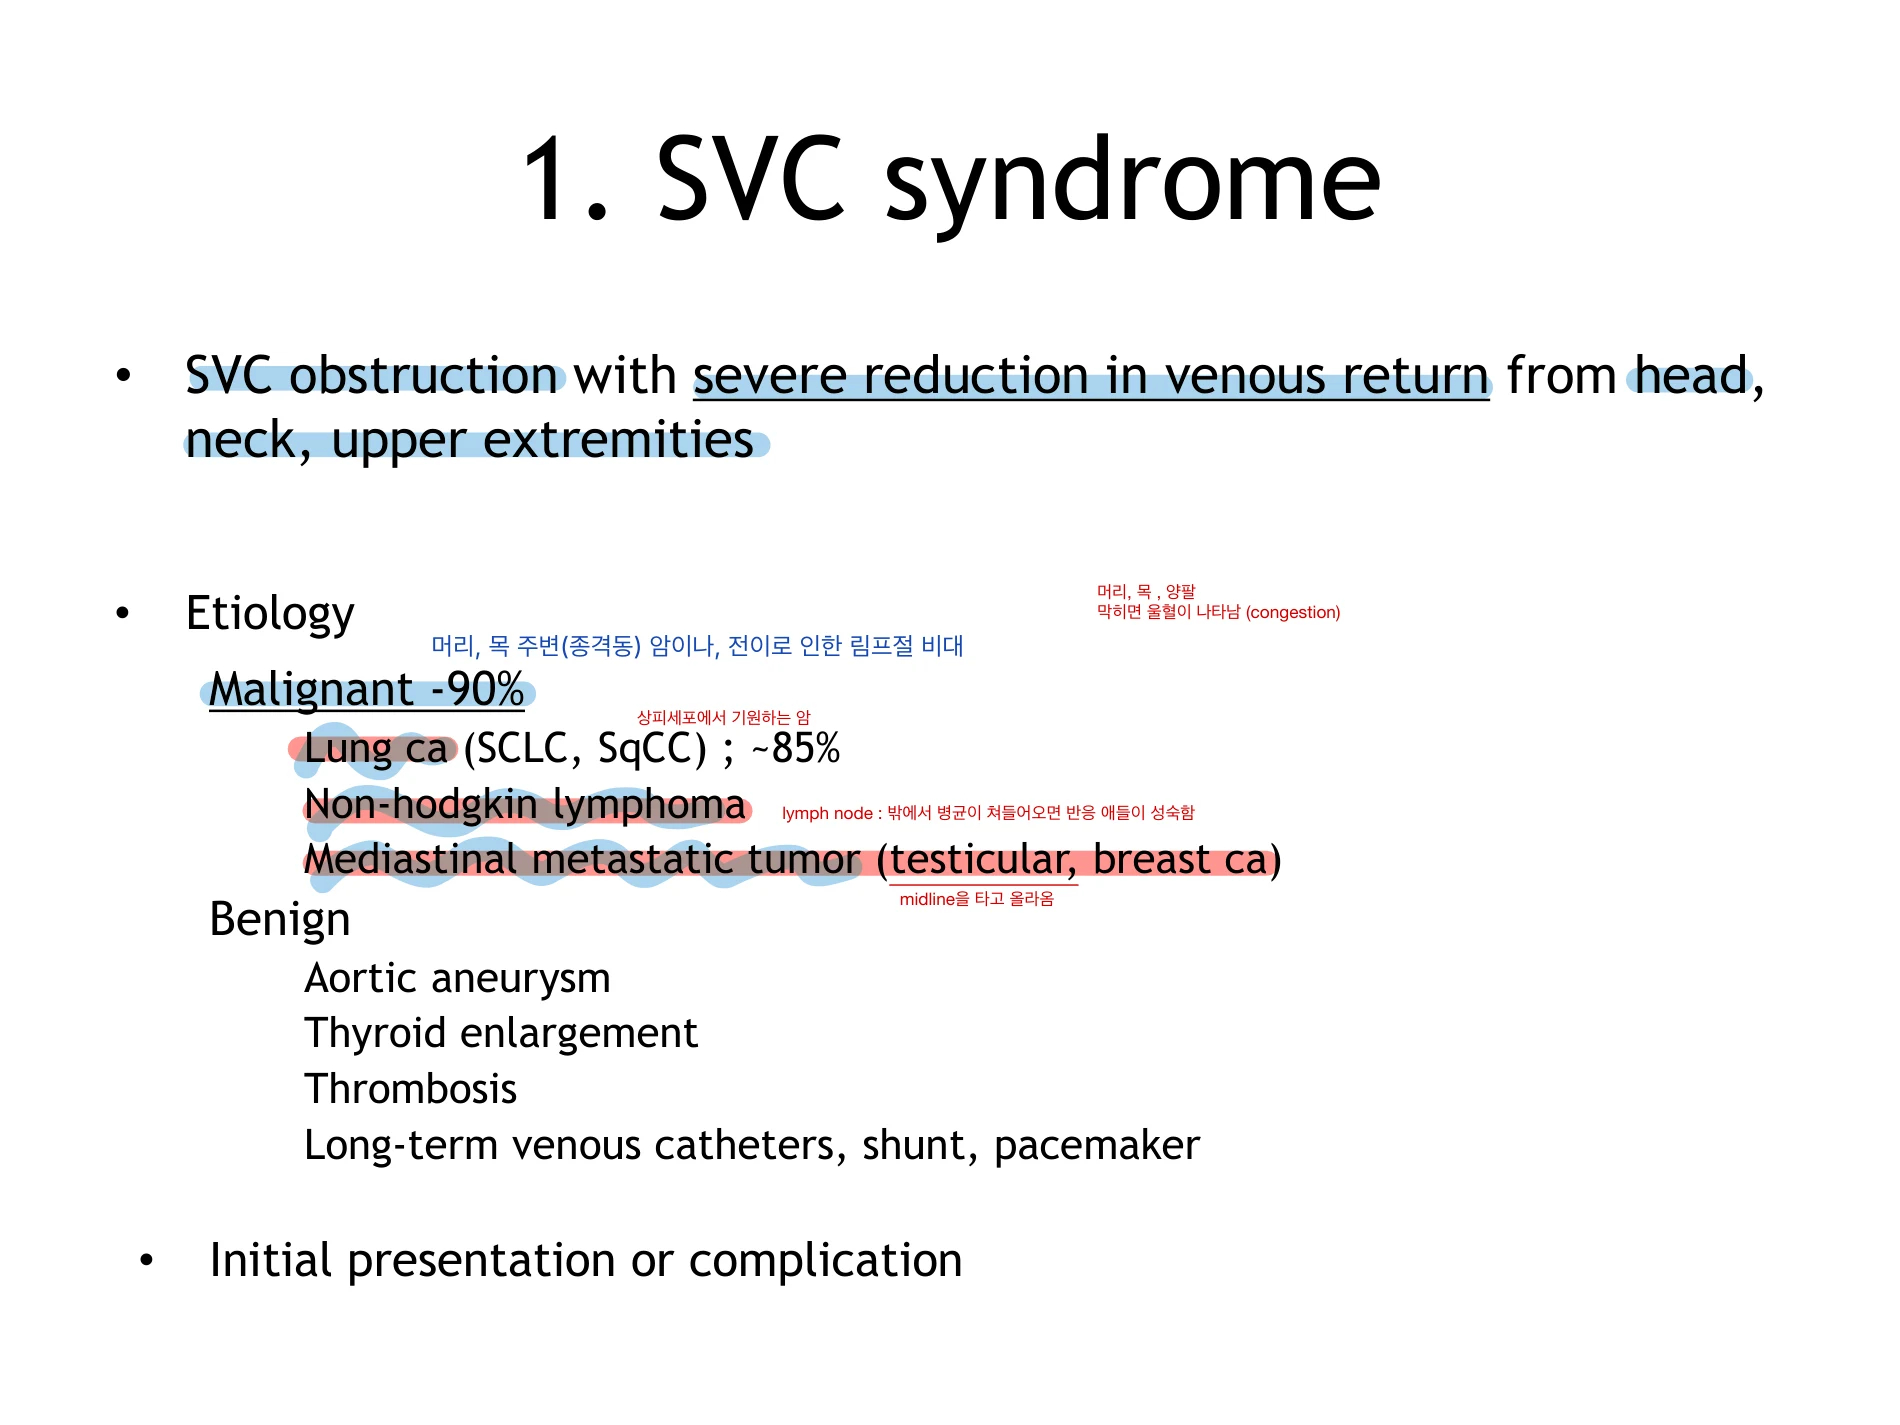 1. SVC syndrome
• SVC obstruction with severe reduction in venous return from head,
neck, upper extremities
머리, 목 , 양팔
막히면 울혈이 나타남 (congestion)
• Etiology
머리, 목 주변(종격동) 암이나, 전이로 인한 림프절 비대
Malignant -90%
상피세포에서 기원하는 암
Lung ca (SCLC, SqCC) ; ~85%
Non-hodgkin lymphoma
lymph node : 밖에서 병균이 쳐들어오면 반응 애들이 성숙함
Mediastinal metastatic tumor (testicular, breast ca)
midline을 타고 올라옴
Benign
Aortic aneurysm
Thyroid enlargement
Thrombosis
Long-term venous catheters, shunt, pacemaker
• Initial presentation or complication